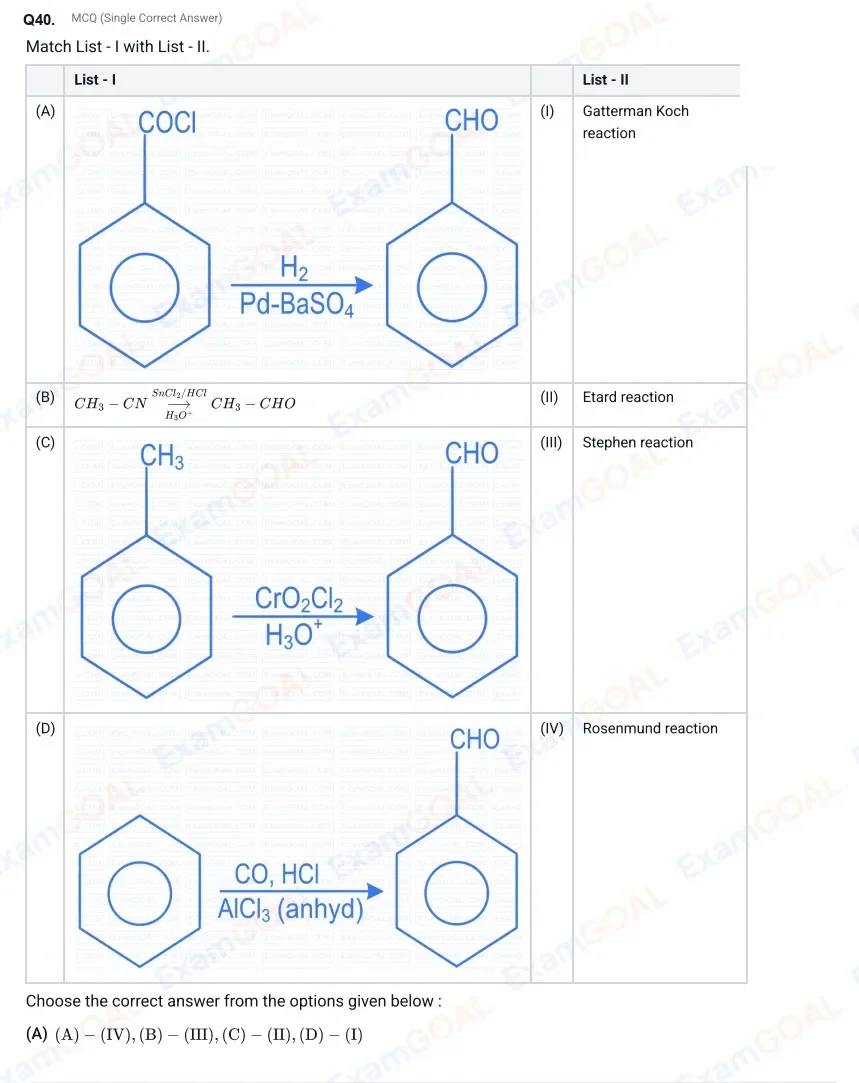 Q40. MCQ (Single Correct Answer)
Match List - I with List - II.
List - I List - II
(A) COCl CHO (I) Gatterman Koch
reaction
H₂
Pd-BaSO₄
(B) CH₃ − CN SnCl₂/HCl ⟶ H₃O⁺ CH₃ − CHO (II) Etard reaction
(C) CH₃ CHO (III) Stephen reaction
CrO₂Cl₂
H₃O⁺
(D) CHO (IV) Rosenmund reaction
CO, HCl
AlCl₃ (anhyd)
Choose the correct answer from the options given below :
(A) (A) − (IV), (B) − (III), (C) − (II), (D) − (I)
ExamGOAL